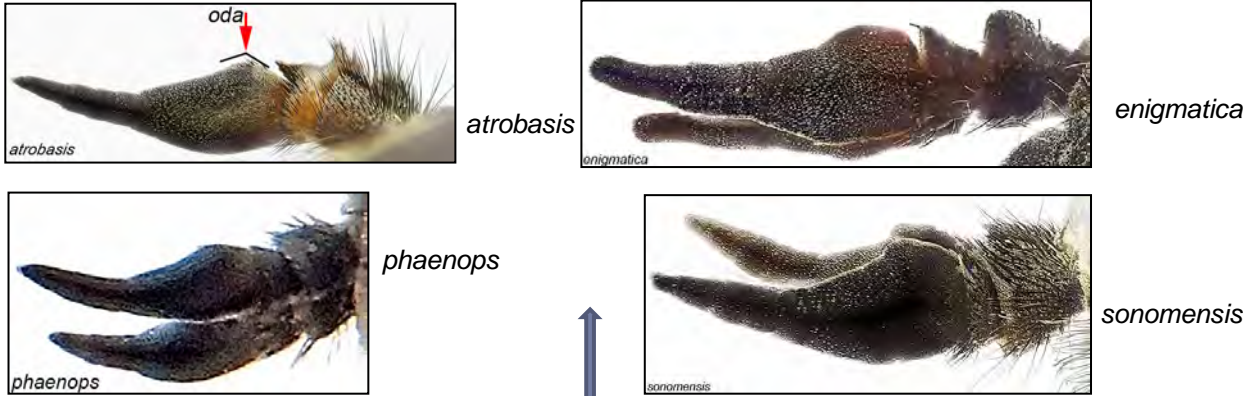 oda
atrobasis
atrobasis
enigmatica
enigmatica
phaenops
phaenops
sonomensis
sonomensis